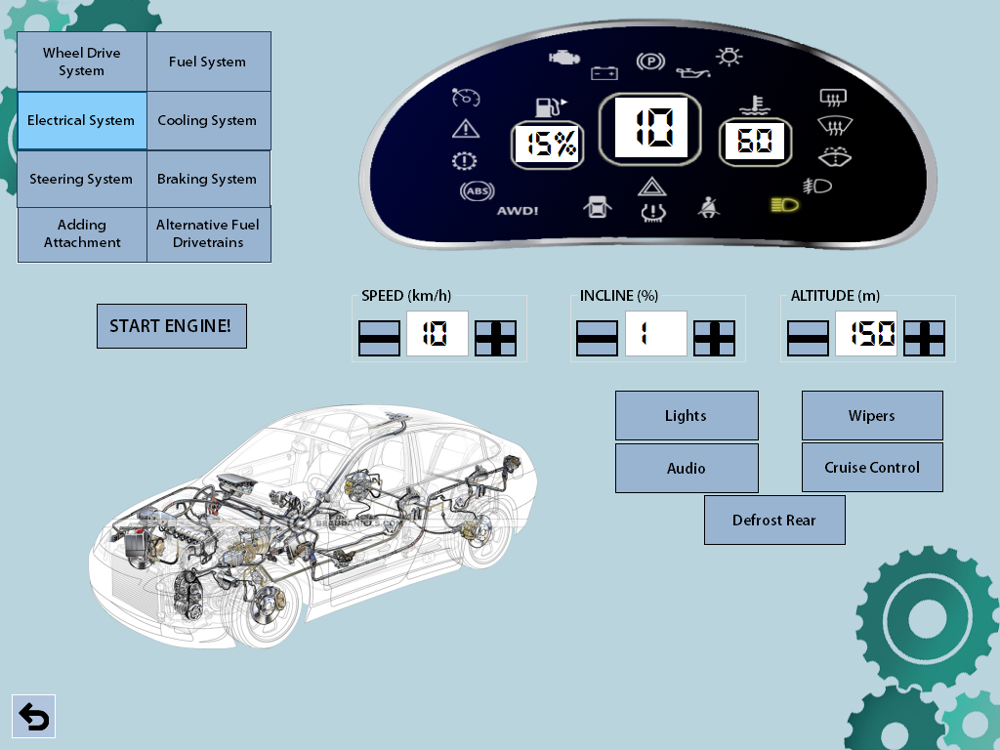 Wheel Drive
System
Fuel System
Electrical System
Cooling System
Steering System
Braking System
Adding
Attachment
Alternative Fuel
Drivetrains
P
15%
10
60
ABS
AWD!
START ENGINE!
SPEED (km/h)
10
INCLINE (%)
1
ALTITUDE (m)
150
Lights
Wipers
Audio
Cruise Control
Defrost Rear
BEAUDANIELS.COM